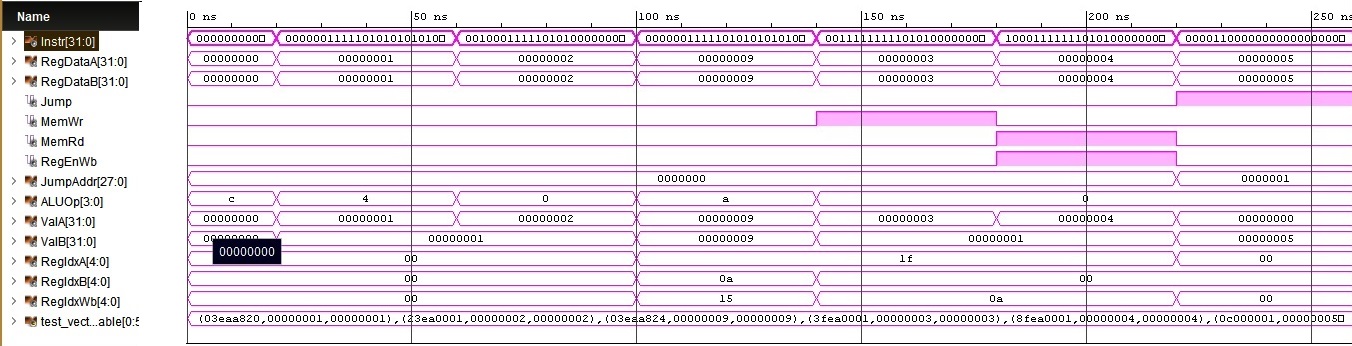 Name 0 ns 50 ns 100 ns 150 ns 200 ns 250 ns
Instr[31:0] 000000000 0000001111101010101010 0010001111101010000000 0000001111101010101010 0011111111101010000000 1000111111101010000000 0000110000000000000000
RegDataA[31:0] 00000000 00000001 00000002 00000009 00000003 00000004 00000005
RegDataB[31:0] 00000000 00000001 00000002 00000009 00000003 00000004 00000005
Jump
MemWr
MemRd
RegEnWb
JumpAddr[27:0] 0000000 0000001
ALUOp[3:0] c 4 0 a 0
ValA[31:0] 00000000 00000001 00000002 00000009 00000003 00000004 00000000
ValB[31:0] 00000000 00000001 00000009 00000001 00000005
00000000
RegIdxA[4:0] 00 1f 00
RegIdxB[4:0] 00 0a 00
RegIdxWb[4:0] 00 15 0a 00
test_vect...able[0:5 (03eaa820,00000001,00000001),(23ea0001,00000002,00000002),(03eaa824,00000009,00000009),(3fea0001,00000003,00000003),(8fea0001,00000004,00000004),(0c000001,00000005